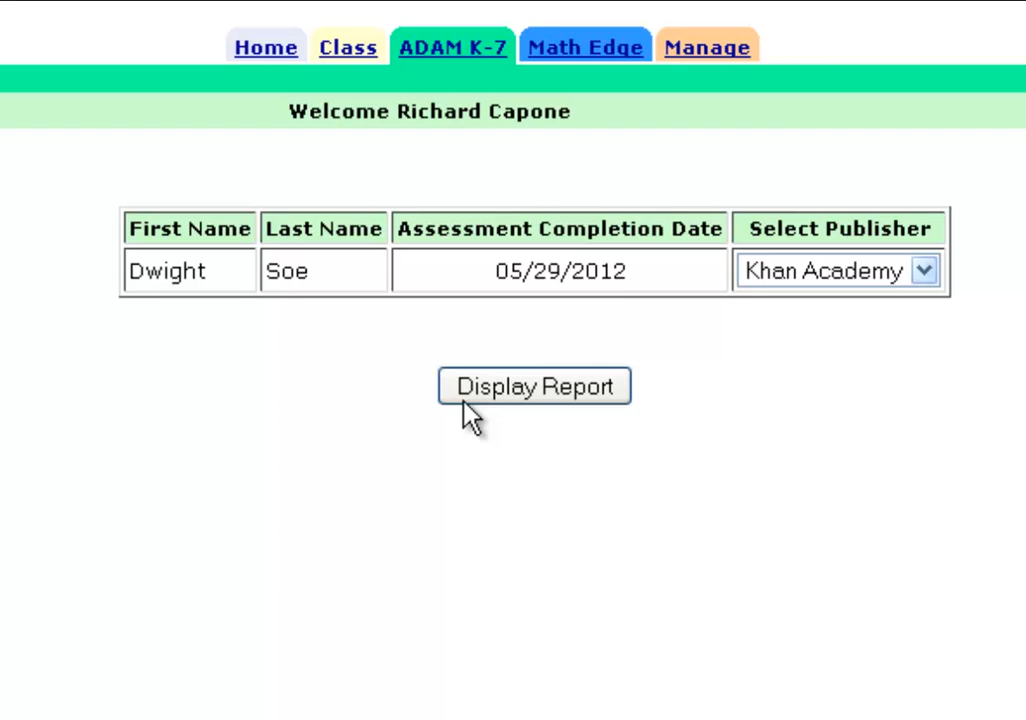 Home Class ADAM K-7 Math Edge Manage
Welcome Richard Capone
First Name Last Name Assessment Completion Date Select Publisher
Dwight Soe 05/29/2012 Khan Academy
Display Report